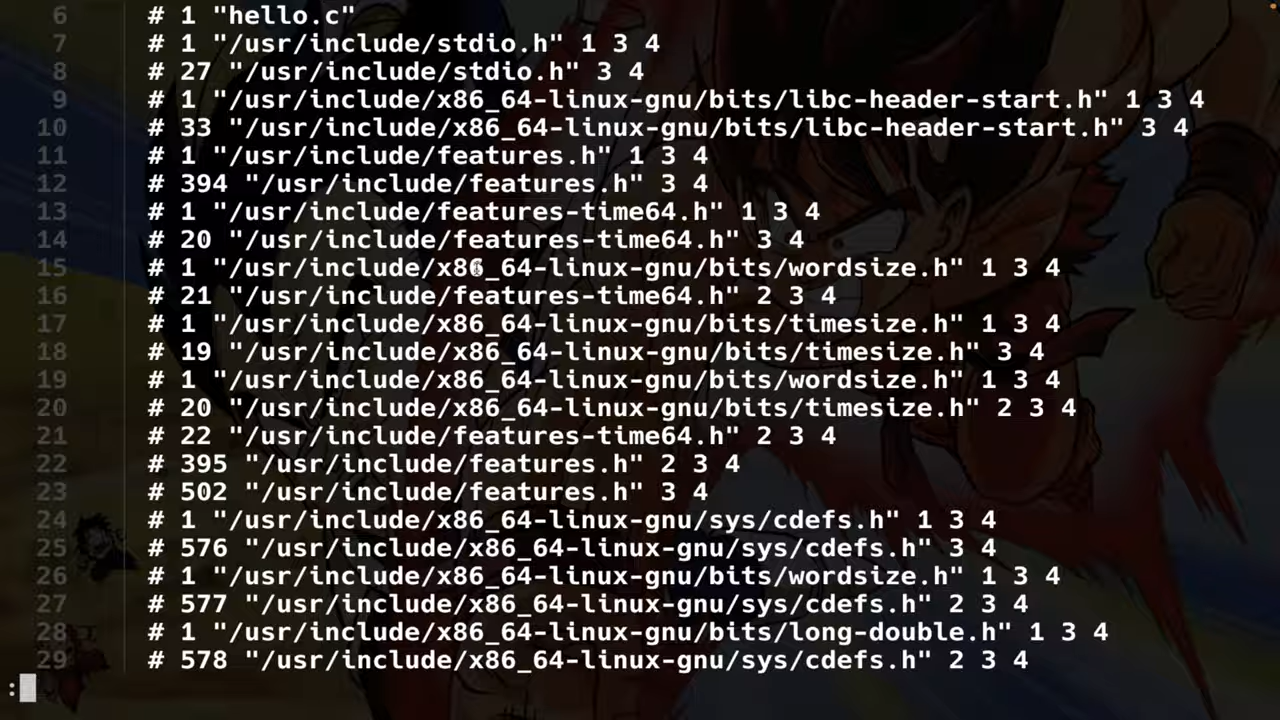 6 # 1 "hello.c"
7 # 1 "/usr/include/stdio.h" 1 3 4
8 # 27 "/usr/include/stdio.h" 3 4
9 # 1 "/usr/include/x86_64-linux-gnu/bits/libc-header-start.h" 1 3 4
10 # 33 "/usr/include/x86_64-linux-gnu/bits/libc-header-start.h" 3 4
11 # 1 "/usr/include/features.h" 1 3 4
12 # 394 "/usr/include/features.h" 3 4
13 # 1 "/usr/include/features-time64.h" 1 3 4
14 # 20 "/usr/include/features-time64.h" 3 4
15 # 1 "/usr/include/x86_64-linux-gnu/bits/wordsize.h" 1 3 4
16 # 21 "/usr/include/features-time64.h" 2 3 4
17 # 1 "/usr/include/x86_64-linux-gnu/bits/timesize.h" 1 3 4
18 # 19 "/usr/include/x86_64-linux-gnu/bits/timesize.h" 3 4
19 # 1 "/usr/include/x86_64-linux-gnu/bits/wordsize.h" 1 3 4
20 # 20 "/usr/include/x86_64-linux-gnu/bits/timesize.h" 2 3 4
21 # 22 "/usr/include/features-time64.h" 2 3 4
22 # 395 "/usr/include/features.h" 2 3 4
23 # 502 "/usr/include/features.h" 3 4
24 # 1 "/usr/include/x86_64-linux-gnu/sys/cdefs.h" 1 3 4
25 # 576 "/usr/include/x86_64-linux-gnu/sys/cdefs.h" 3 4
26 # 1 "/usr/include/x86_64-linux-gnu/bits/wordsize.h" 1 3 4
27 # 577 "/usr/include/x86_64-linux-gnu/sys/cdefs.h" 2 3 4
28 # 1 "/usr/include/x86_64-linux-gnu/bits/long-double.h" 1 3 4
29 # 578 "/usr/include/x86_64-linux-gnu/sys/cdefs.h" 2 3 4
: